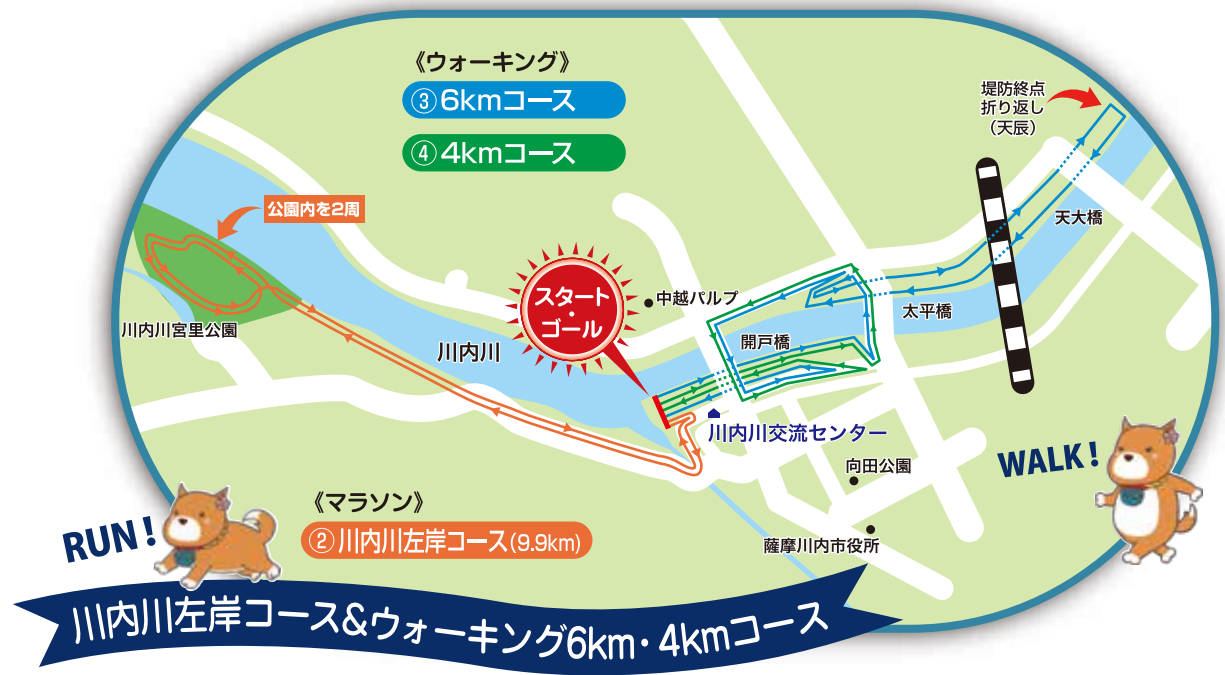 《ウォーキング》
③6kmコース
④4kmコース
堤防終点
折り返し
（天辰）
公園内を2周
天大橋
スタート
・
ゴール
中越パルプ
太平橋
川内川宮里公園
川内川
開戸橋
川内川交流センター
向田公園
WALK！
《マラソン》
RUN！
②川内川左岸コース(9.9km)
薩摩川内市役所
川内川左岸コース&ウォーキング6km・4kmコース